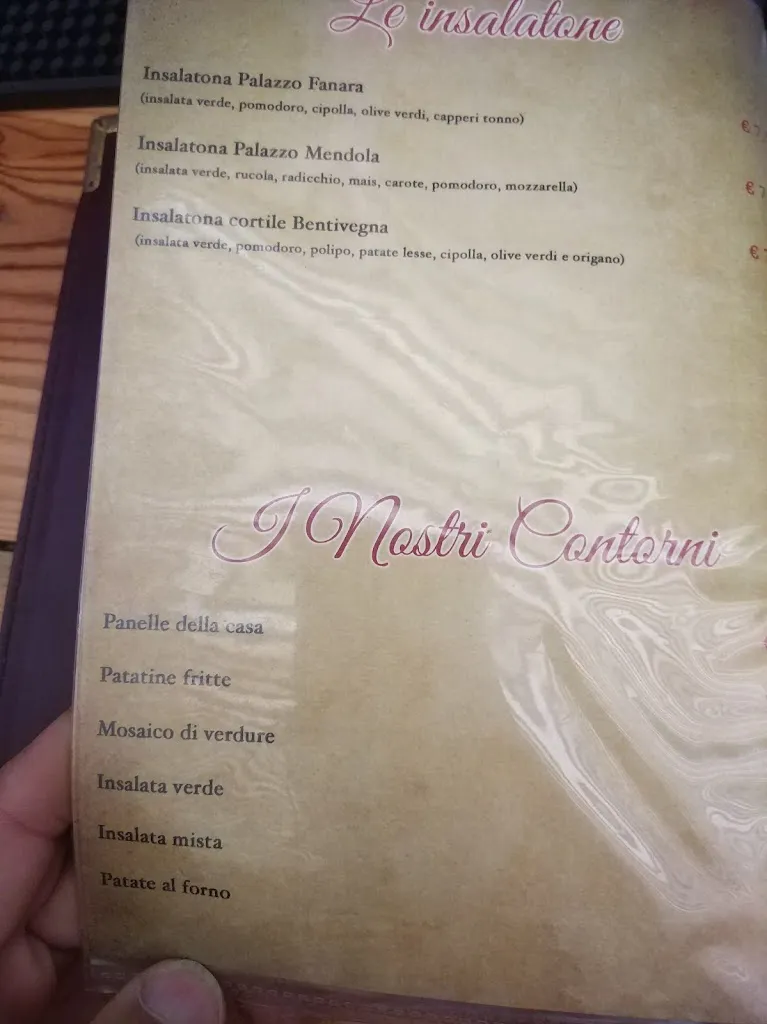 Le insalatone
Insalatona Palazzo Fanara
(insalata verde, pomodoro, cipolla, olive verdi, capperi tonno)
€ 7
Insalatona Palazzo Mendola
(insalata verde, rucola, radicchio, mais, carote, pomodoro, mozzarella)
€ 7
Insalatona cortile Bentivegna
(insalata verde, pomodoro, polipo, patate lesse, cipolla, olive verdi e origano)
€
I Nostri Contorni
Panelle della casa
Patatine fritte
Mosaico di verdure
Insalata verde
Insalata mista
Patate al forno